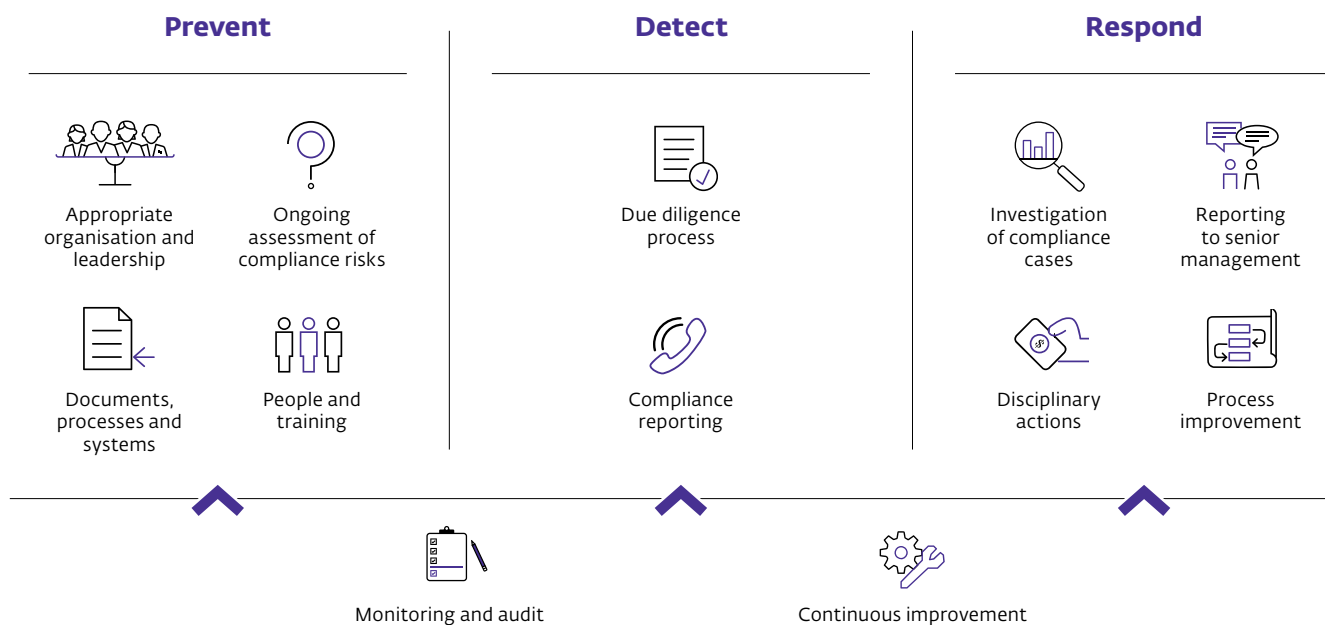 Prevent
Detect
Respond
Appropriate
organisation and
leadership
Ongoing
assessment of
compliance risks
Documents,
processes and
systems
People and
training
Due diligence
process
Compliance
reporting
Investigation
of compliance
cases
Reporting
to senior
management
Disciplinary
actions
Process
improvement
Monitoring and audit
Continuous improvement